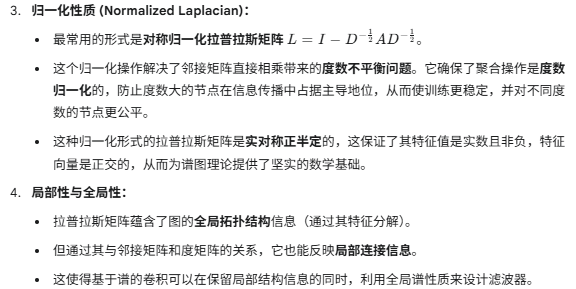 3. 归一化性质 (Normalized Laplacian)：
• 最常用的形式是对称归一化拉普拉斯矩阵 L = I − D^{-1/2} A D^{-1/2}。
• 这个归一化操作解决了邻接矩阵直接相乘带来的度数不平衡问题。它确保了聚合操作是度数
归一化的，防止度数大的节点在信息传播中占据主导地位，从而使训练更稳定，并对不同度
数的节点更公平。
• 这种归一化形式的拉普拉斯矩阵是实对称半正定的，这保证了其特征值是实数且非负，特征
向量是正交的，从而为谱图理论提供了坚实的数学基础。
4. 局部性与全局性：
• 拉普拉斯矩阵蕴含了图的全局拓扑结构信息（通过其特征分解）。
• 但通过其与邻接矩阵和度矩阵的关系，它也能反映局部连接信息。
• 这使得基于谱的卷积可以在保留局部结构信息的同时，利用全局谱性质来设计滤波器。